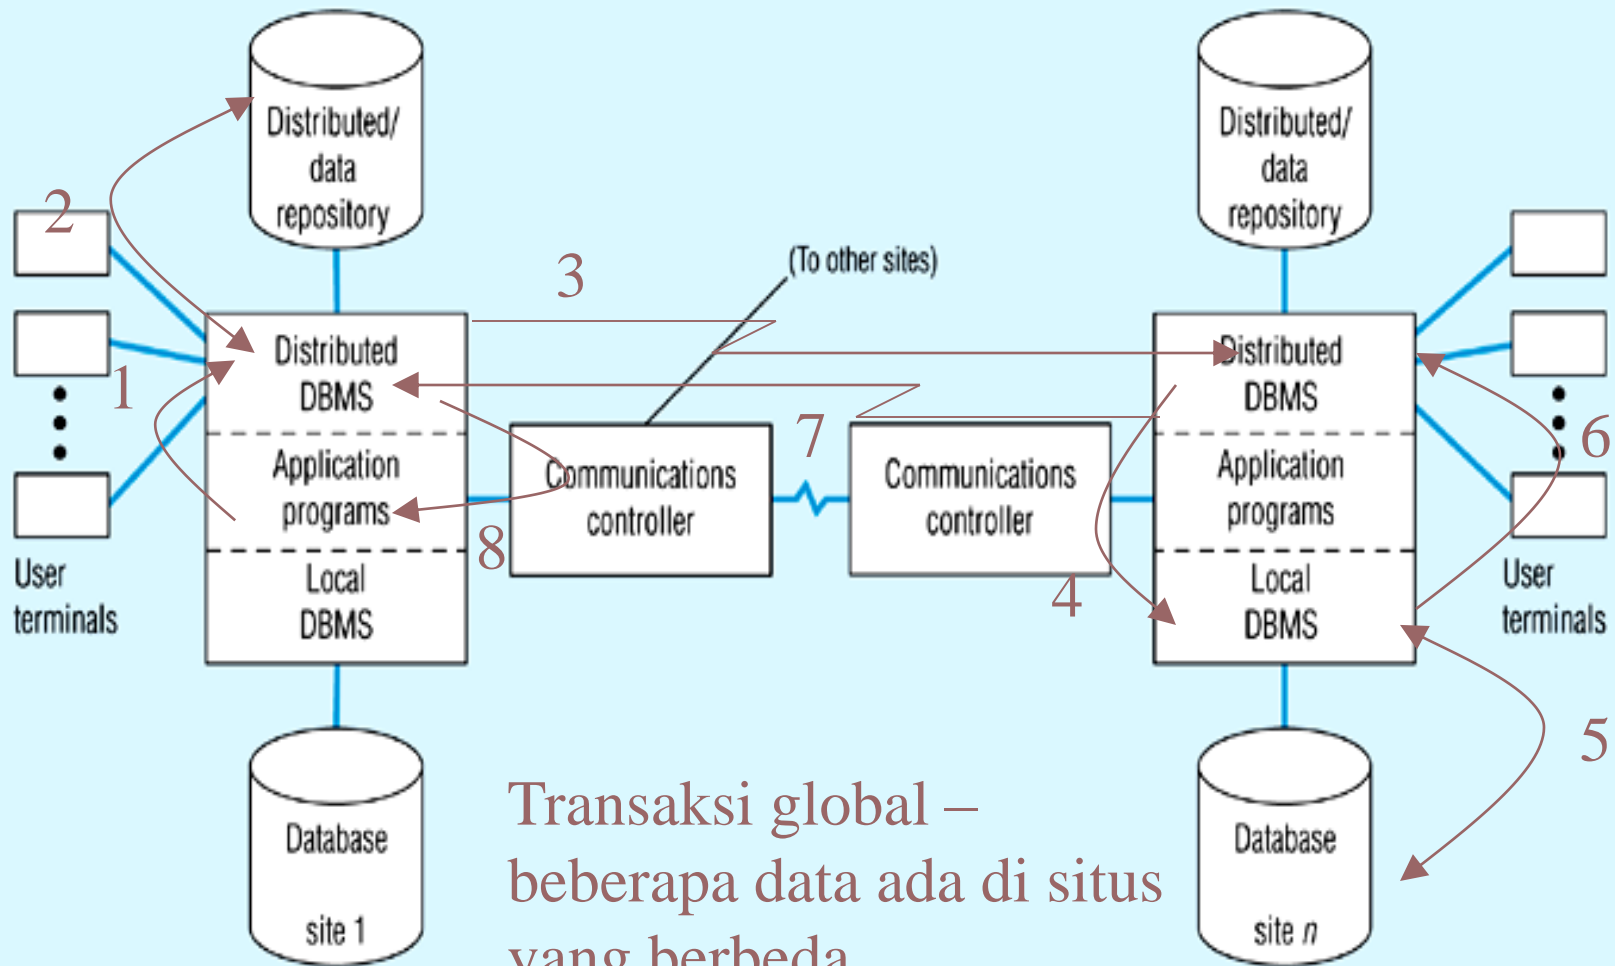 Distributed/
data
repository
Distributed/
data
repository
2
3
(To other sites)
1
Distributed
DBMS
Application
programs
Local
DBMS
8
Communications
controller
7
Communications
controller
4
Distributed
DBMS
Application
programs
Local
DBMS
6
5
User
terminals
User
terminals
Database
site 1
Transaksi global –
beberapa data ada di situs
yang berbeda
Database
site n